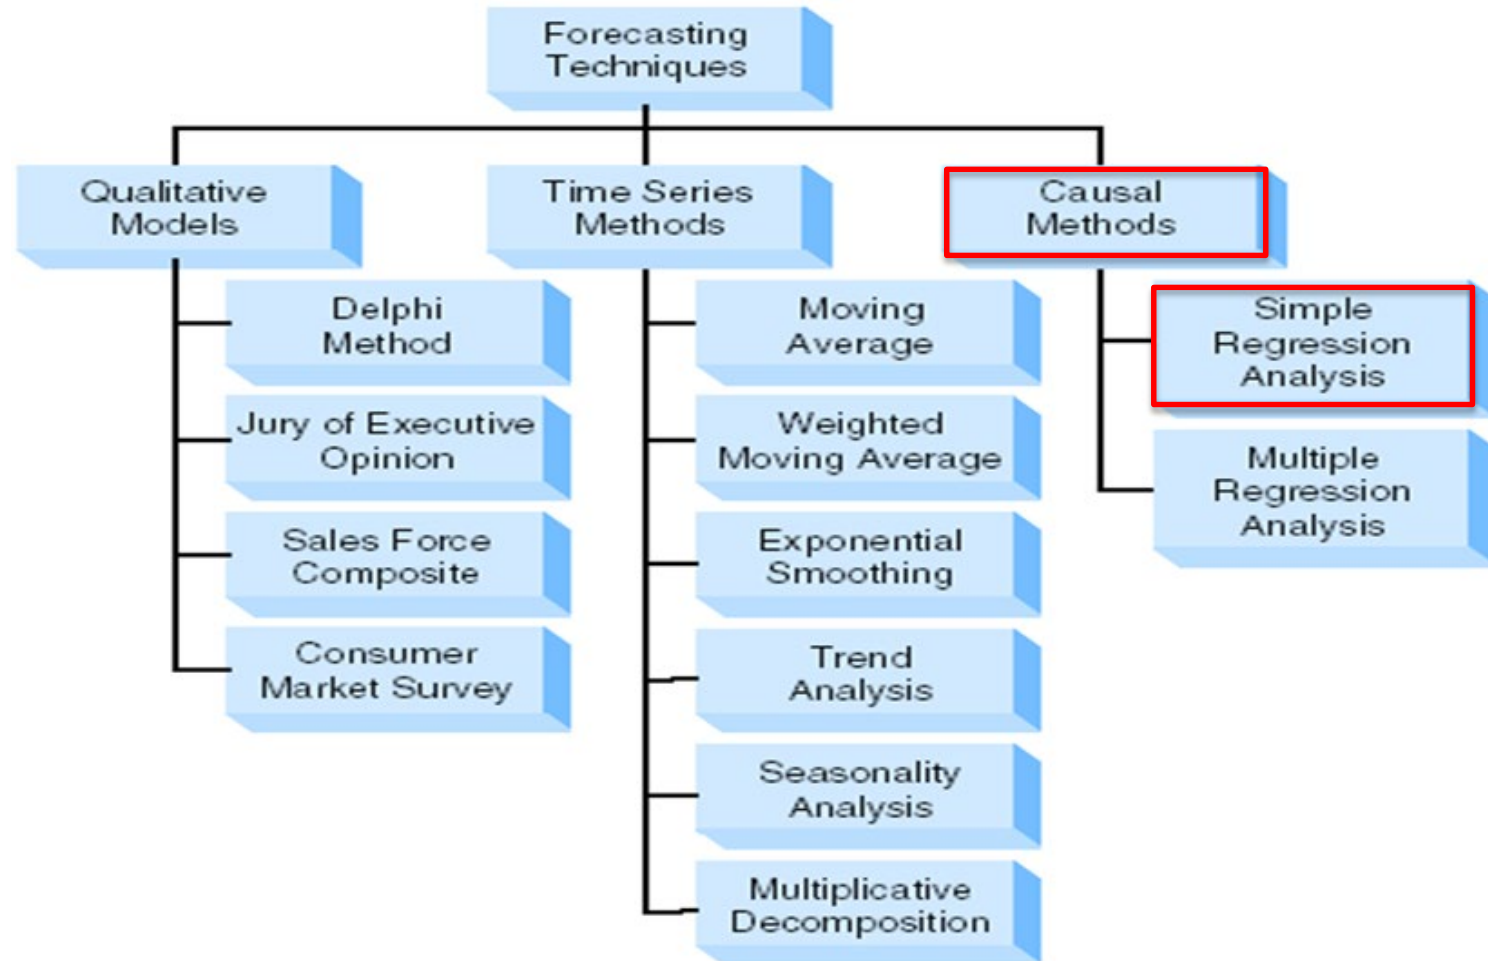 Forecasting
Techniques
Qualitative
Models
Time Series
Methods
Causal
Methods
Delphi
Method
Jury of Executive
Opinion
Sales Force
Composite
Consumer
Market Survey
Moving
Average
Weighted
Moving Average
Exponential
Smoothing
Trend
Analysis
Seasonality
Analysis
Multiplicative
Decomposition
Simple
Regression
Analysis
Multiple
Regression
Analysis